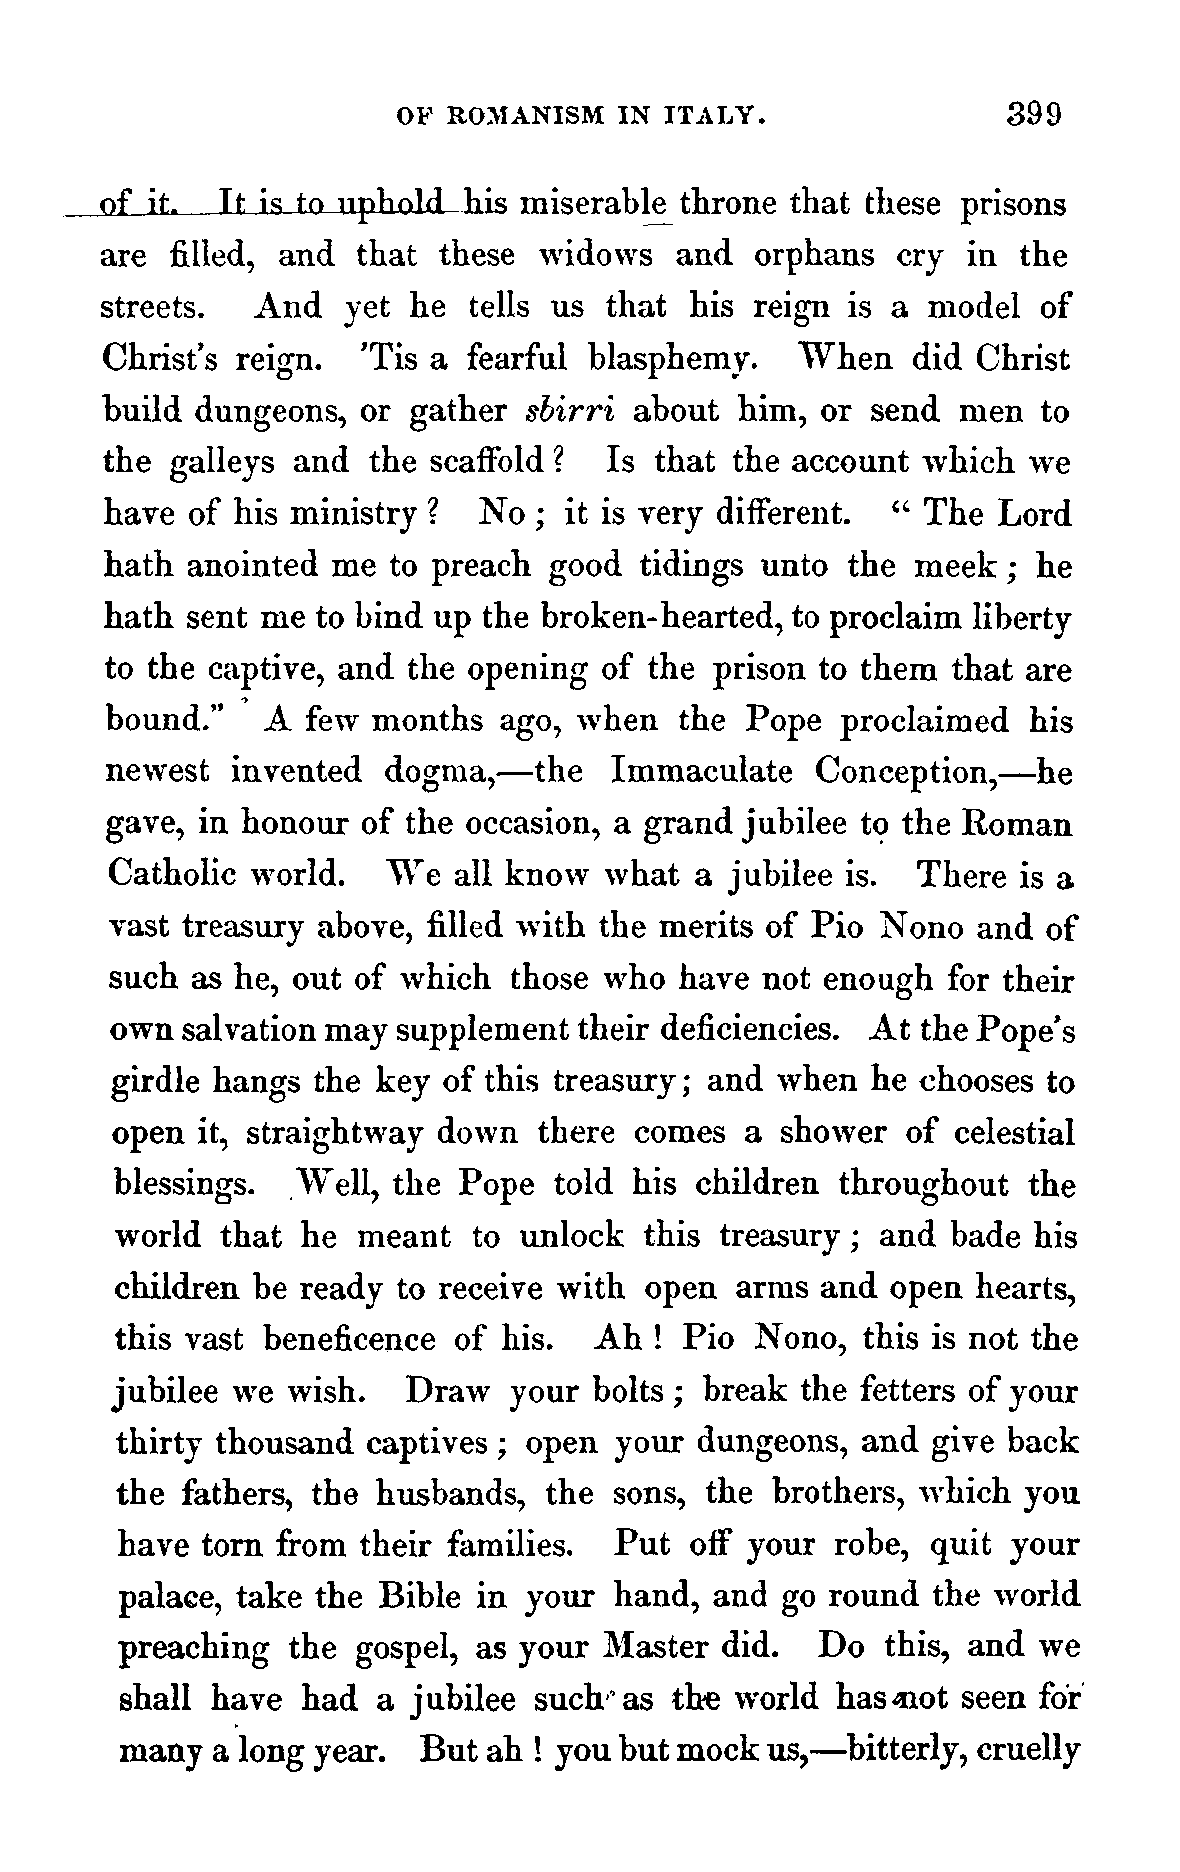 OF ROMANISM IN ITALY. 399
of it. It is to uphold his miserable throne that these prisons
are filled, and that these widows and orphans cry in the
streets. And yet he tells us that his reign is a model of
Christ's reign. 'Tis a fearful blasphemy. When did Christ
build dungeons, or gather sbirri about him, or send men to
the galleys and the scaffold ? Is that the account which we
have of his ministry ? No ; it is very different. “ The Lord
hath anointed me to preach good tidings unto the meek ; he
hath sent me to bind up the broken-hearted, to proclaim liberty
to the captive, and the opening of the prison to them that are
bound.” A few months ago, when the Pope proclaimed his
newest invented dogma,—the Immaculate Conception,—he
gave, in honour of the occasion, a grand jubilee to the Roman
Catholic world. We all know what a jubilee is. There is a
vast treasury above, filled with the merits of Pio Nono and of
such as he, out of which those who have not enough for their
own salvation may supplement their deficiencies. At the Pope's
girdle hangs the key of this treasury; and when he chooses to
open it, straightway down there comes a shower of celestial
blessings. Well, the Pope told his children throughout the
world that he meant to unlock this treasury ; and bade his
children be ready to receive with open arms and open hearts,
this vast beneficence of his. Ah ! Pio Nono, this is not the
jubilee we wish. Draw your bolts ; break the fetters of your
thirty thousand captives ; open your dungeons, and give back
the fathers, the husbands, the sons, the brothers, which you
have torn from their families. Put off your robe, quit your
palace, take the Bible in your hand, and go round the world
preaching the gospel, as your Master did. Do this, and we
shall have had a jubilee such as the world has not seen for
many a long year. But ah ! you but mock us,—bitterly, cruelly